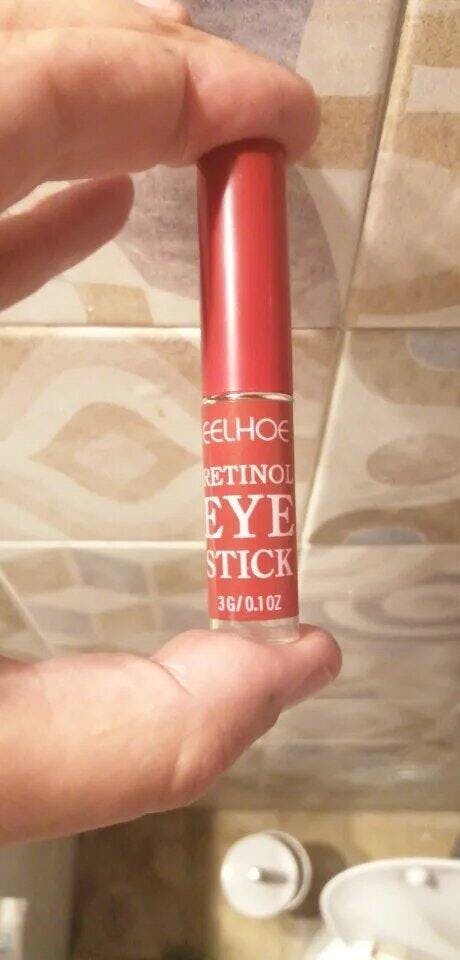 EELHOE
RETINOL
EYE
STICK
3G/0.1OZ